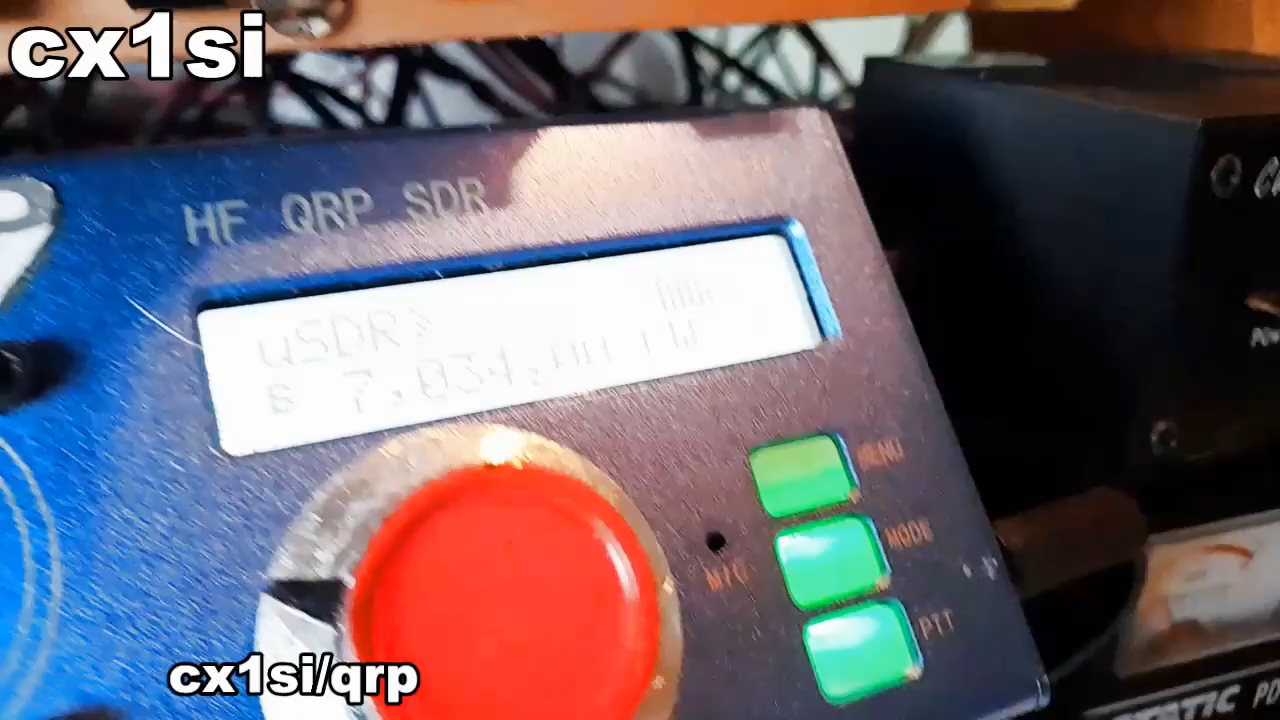 cx1si
HF QRP SDR
uSDR
7,034
MENU
MODE
MIC
PTT
cx1si/qrp